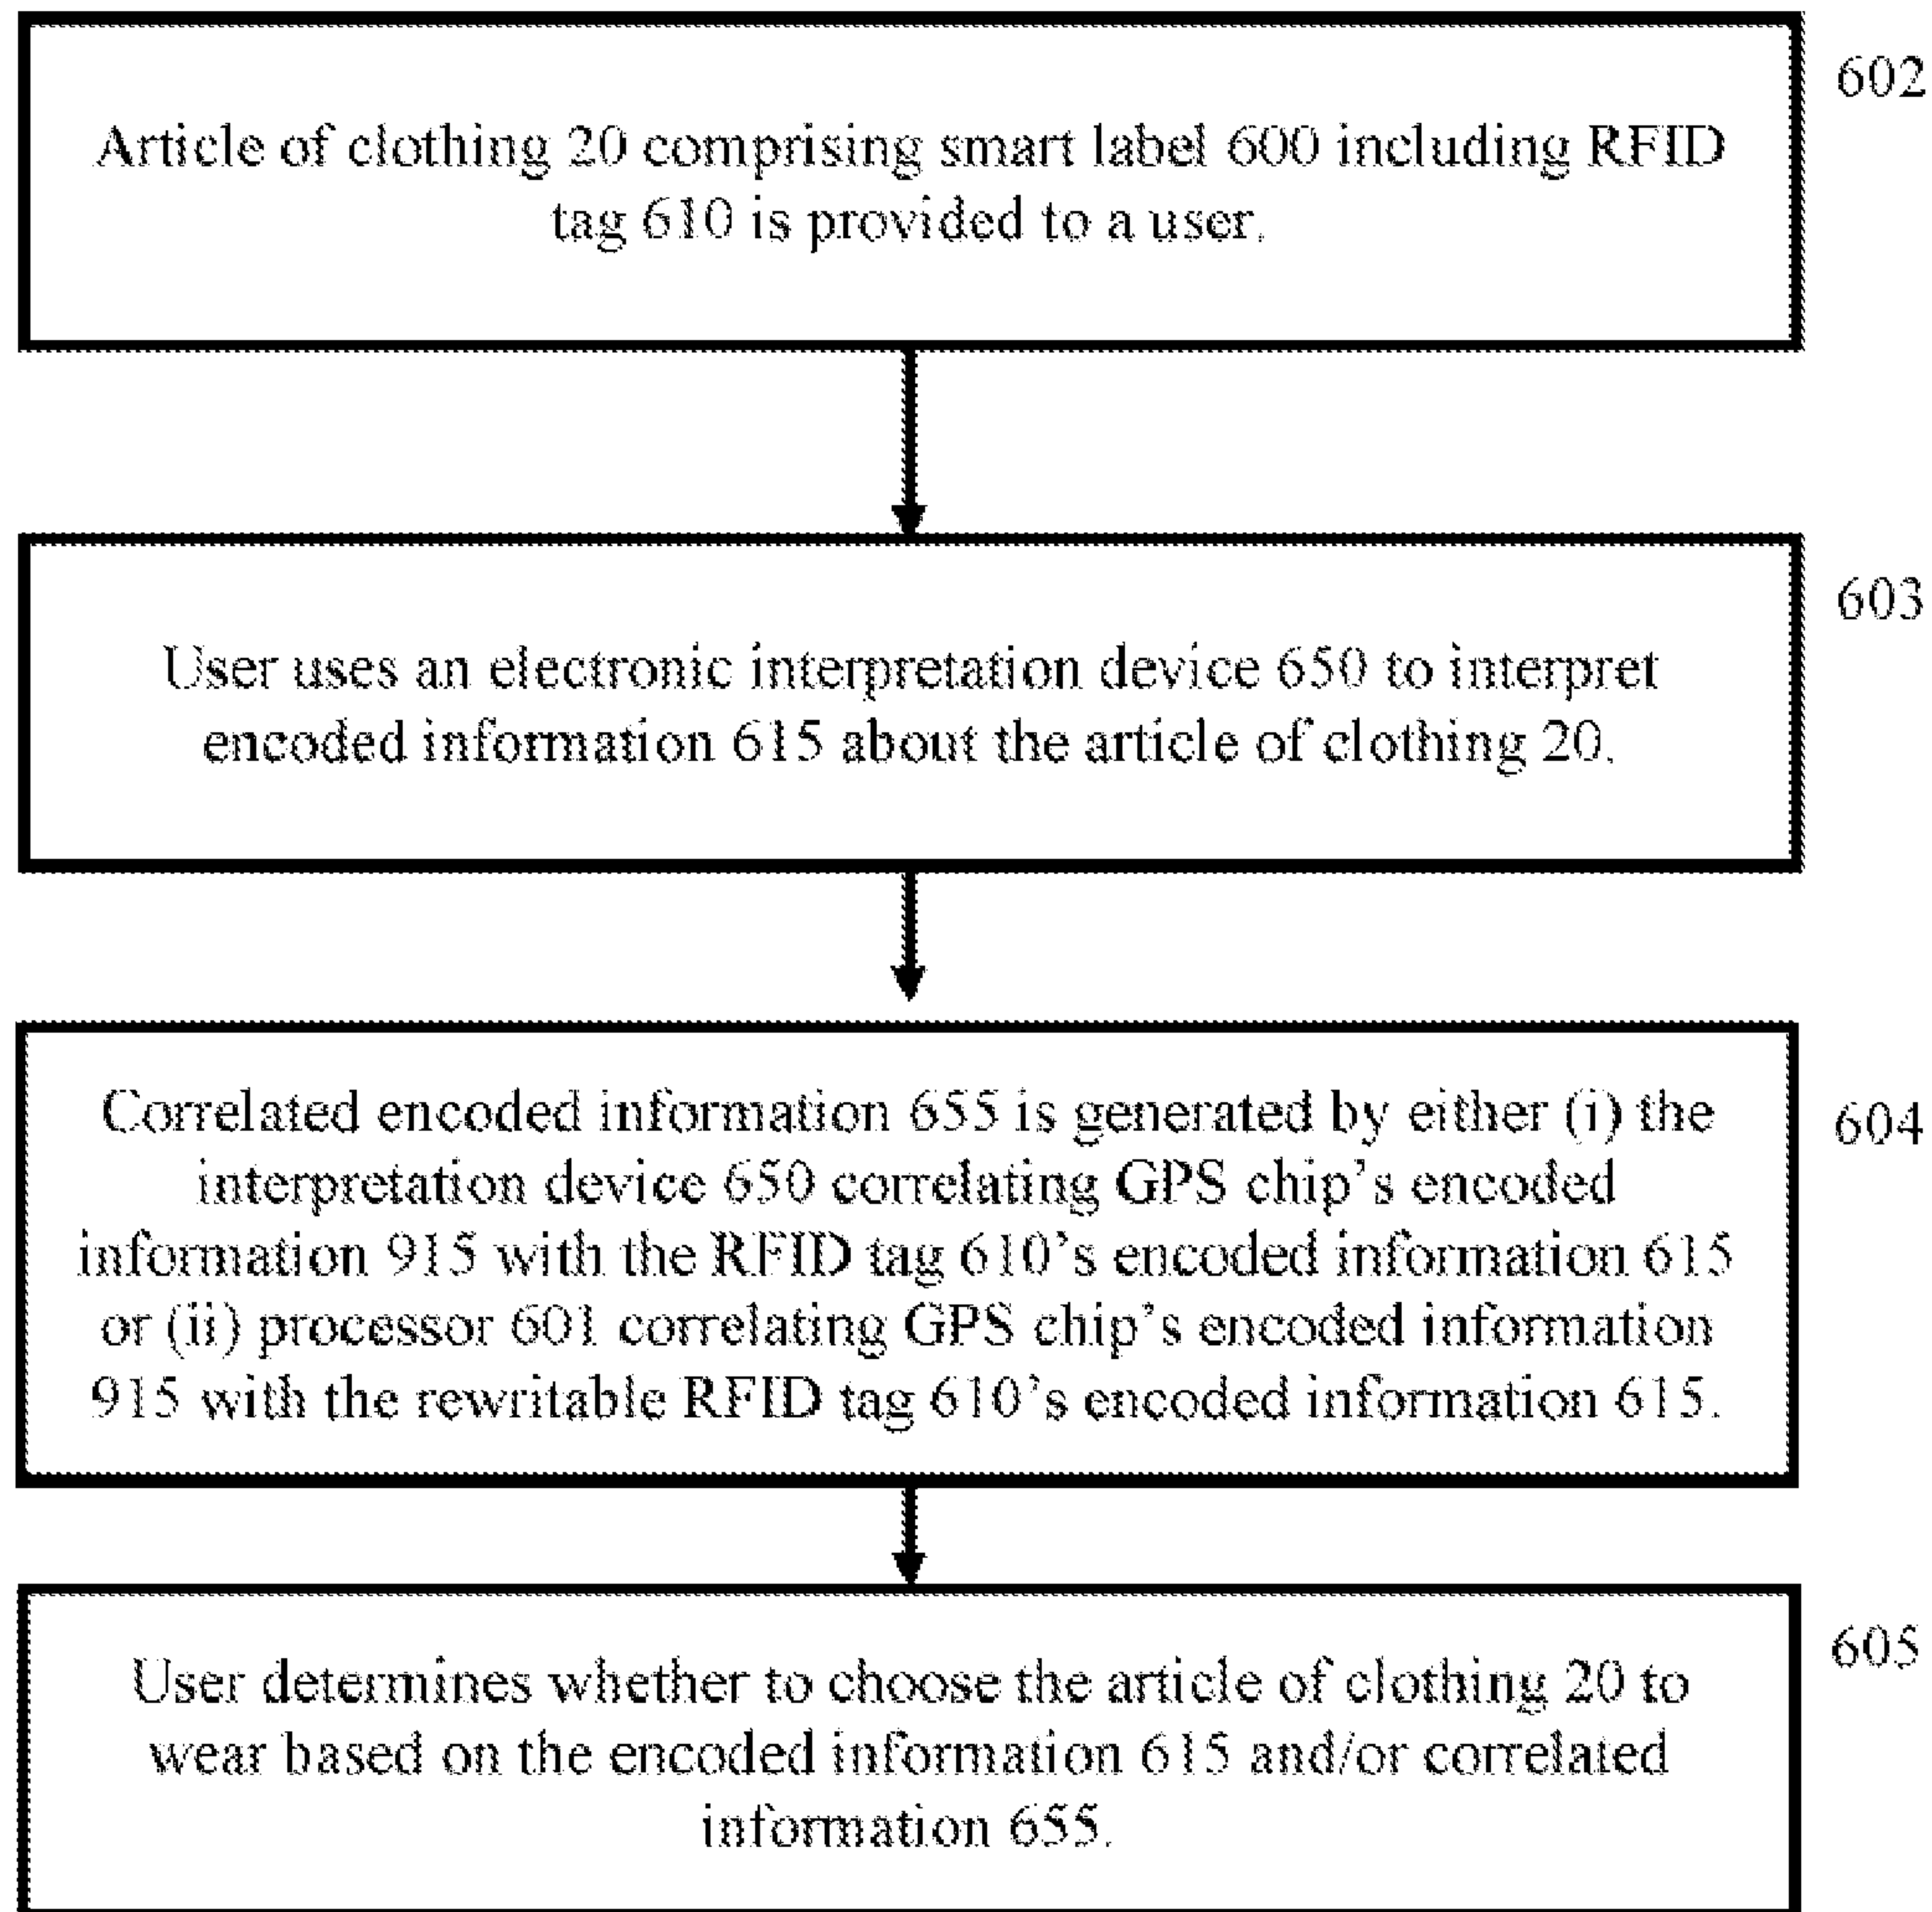 602
Article of clothing 20 comprising smart label 600 including RFID
tag 610 is provided to a user.
603
User uses an electronic interpretation device 650 to interpret
encoded information 615 about the article of clothing 20.
604
Correlated encoded information 655 is generated by either (i) the
interpretation device 650 correlating GPS chip's encoded
information 915 with the RFID tag 610's encoded information 615
or (ii) processor 601 correlating GPS chip's encoded information
915 with the rewritable RFID tag 610's encoded information 615.
605
User determines whether to choose the article of clothing 20 to
wear based on the encoded information 615 and/or correlated
information 655.